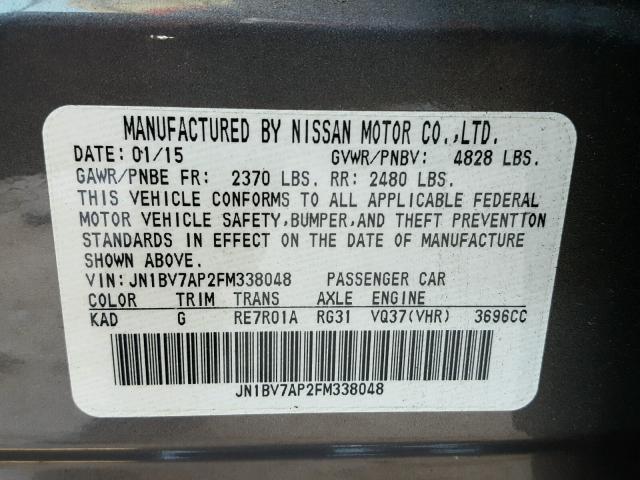 MANUFACTURED BY NISSAN MOTOR CO.,LTD.
DATE: 01/15 GVWR/PNBV: 4828 LBS.
GAWR/PNBE FR: 2370 LBS. RR: 2480 LBS.
THIS VEHICLE CONFORMS TO ALL APPLICABLE FEDERAL
MOTOR VEHICLE SAFETY,BUMPER,AND THEFT PREVENTION
STANDARDS IN EFFECT ON THE DATE OF MANUFACTURE
SHOWN ABOVE.
VIN: JN1BV7AP2FM338048 PASSENGER CAR
COLOR TRIM TRANS AXLE ENGINE
KAD G RE7R01A RG31 VQ37(VHR) 3696CC
JN1BV7AP2FM338048